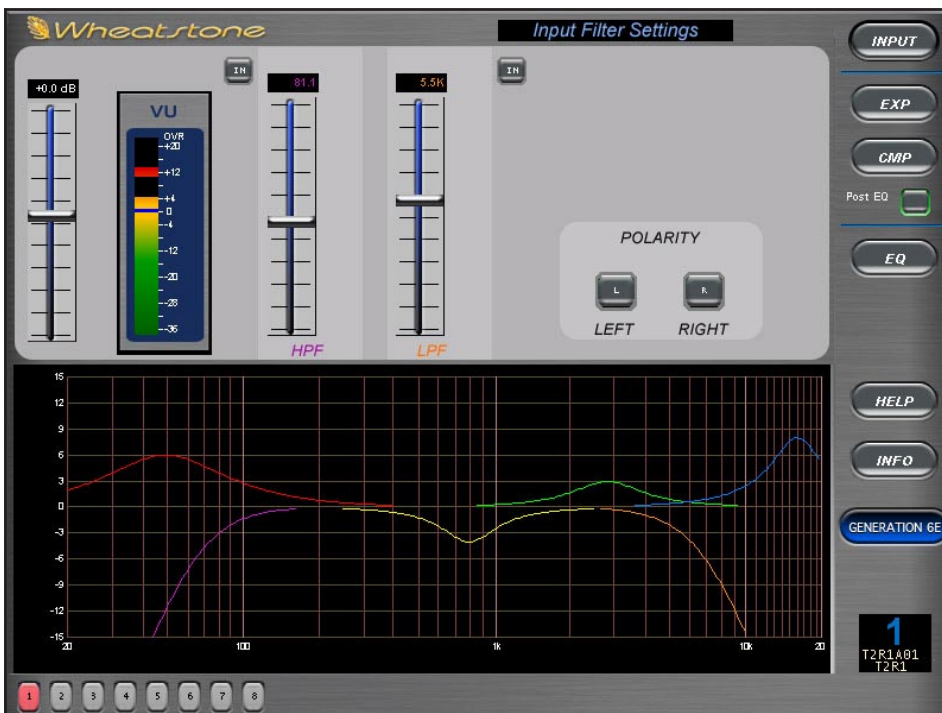 Wheatstone
Input Filter Settings
INPUT
+0.0 dB
IN
81.1
5.5K
IN
VU
OVR
+20
+12
+4
0
-4
-12
-20
-28
-36
EXP
CMP
Post EQ
EQ
POLARITY
L
R
LEFT
RIGHT
HPF
LPF
15
12
9
6
3
0
-3
-6
-9
-12
-15
20
100
1k
10k
20
HELP
INFO
GENERATION 6E
1
T2R1A01
T2R1
1
2
3
4
5
6
7
8